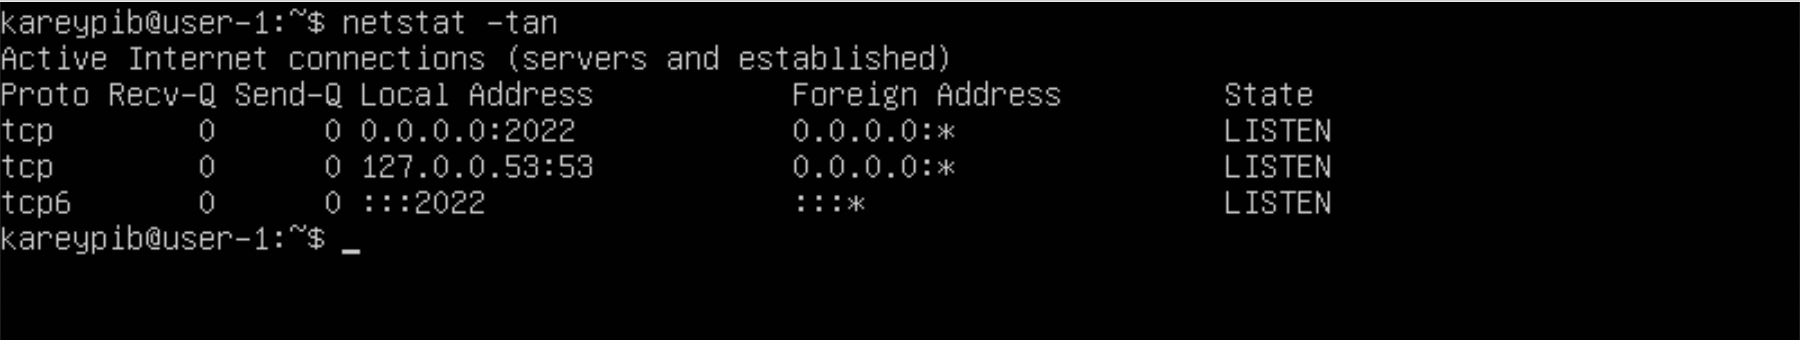 kareypib@user-1:~$ netstat -tan
Active Internet connections (servers and established)
Proto Recv-Q Send-Q Local Address           Foreign Address         State
tcp        0      0 0.0.0.0:2022            0.0.0.0:*               LISTEN
tcp        0      0 127.0.0.53:53           0.0.0.0:*               LISTEN
tcp6       0      0 :::2022                 :::*                    LISTEN
kareypib@user-1:~$ _